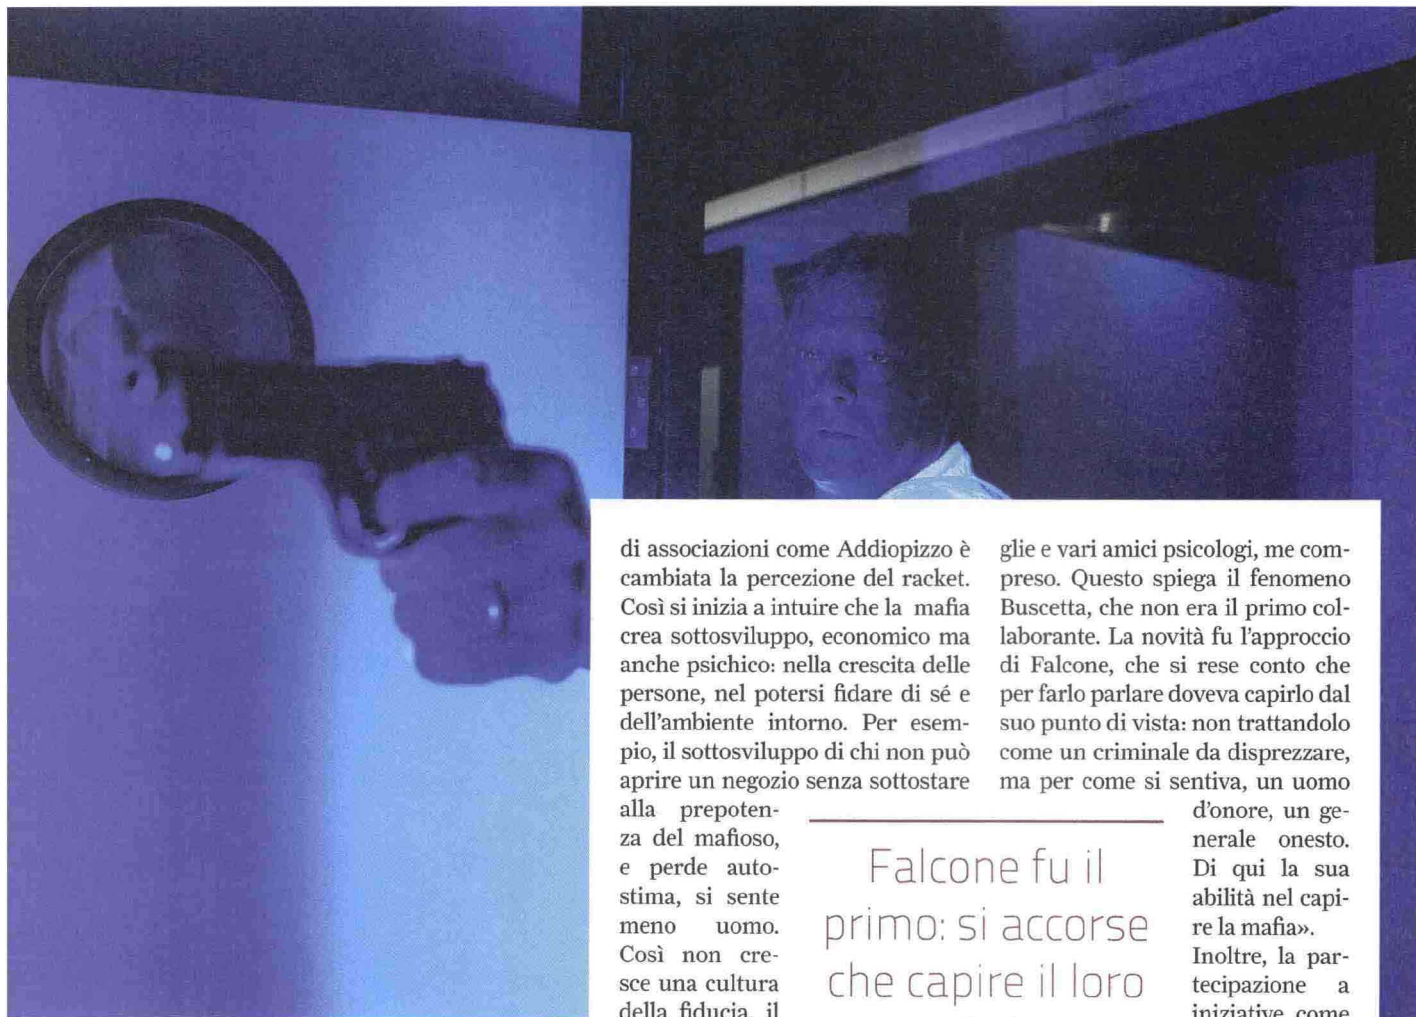 di associazioni come Addiopizzo è
cambiata la percezione del racket.
Così si inizia a intuire che la mafia
crea sottosviluppo, economico ma
anche psichico: nella crescita delle
persone, nel potersi fidare di sé e
dell'ambiente intorno. Per esem-
pio, il sottosviluppo di chi non può
aprire un negozio senza sottostare
alla prepoten-
za del mafioso,
e perde auto-
stima, si sente
meno uomo.
Così non cre-
sce una cultura
della fiducia, il
Falcone fu il
primo: si accorse
che capire il loro
glie e vari amici psicologi, me com-
preso. Questo spiega il fenomeno
Buscetta, che non era il primo col-
laborante. La novità fu l'approccio
di Falcone, che si rese conto che
per farlo parlare doveva capirlo dal
suo punto di vista: non trattandolo
come un criminale da disprezzare,
ma per come si sentiva, un uomo
d'onore, un ge-
nerale onesto.
Di qui la sua
abilità nel capi-
re la mafia».
Inoltre, la par-
tecipazione a
iniziative come